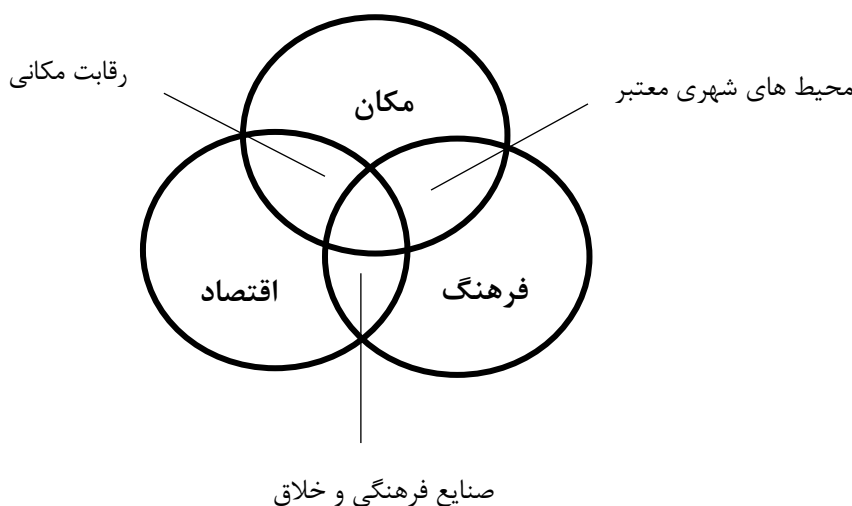 رقابت مکانی
محیط های شهری معتبر
مکان
اقتصاد
فرهنگ
صنایع فرهنگی و خلاق